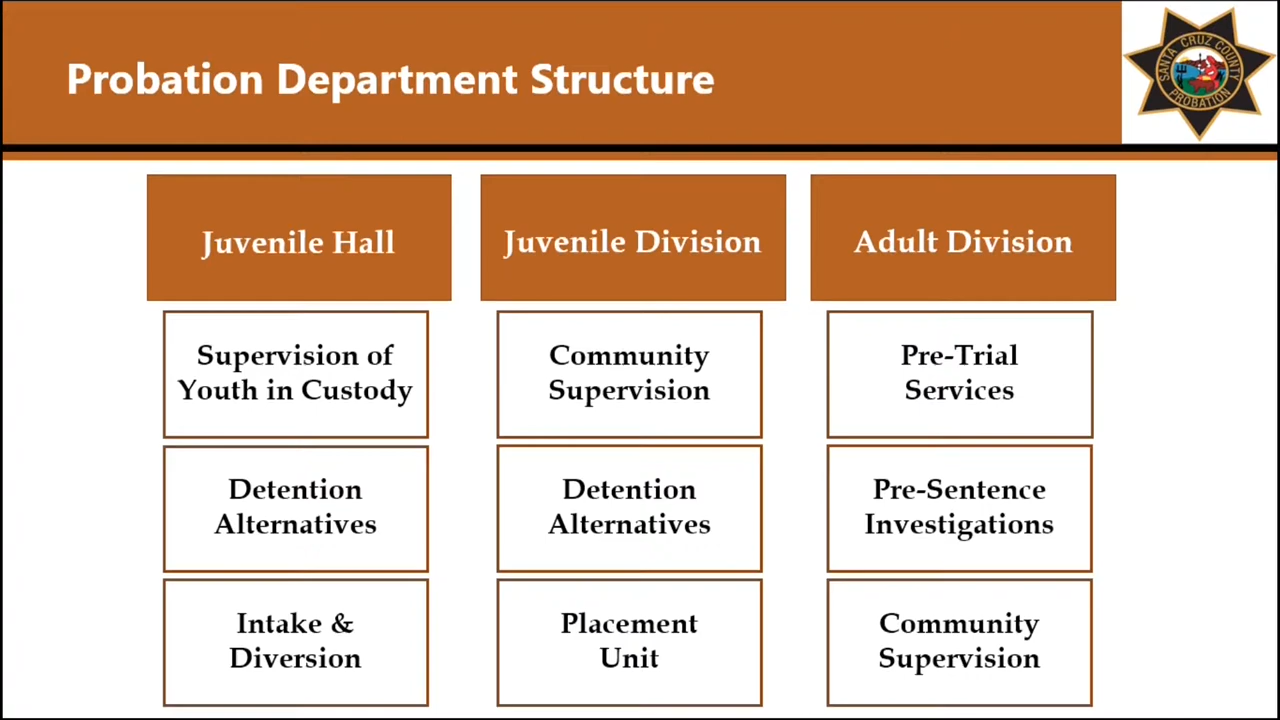 Probation Department Structure
SANTA CRUZ COUNTY
PROBATION
Juvenile Hall
Juvenile Division
Adult Division
Supervision of
Youth in Custody
Community
Supervision
Pre-Trial
Services
Detention
Alternatives
Detention
Alternatives
Pre-Sentence
Investigations
Intake &
Diversion
Placement
Unit
Community
Supervision